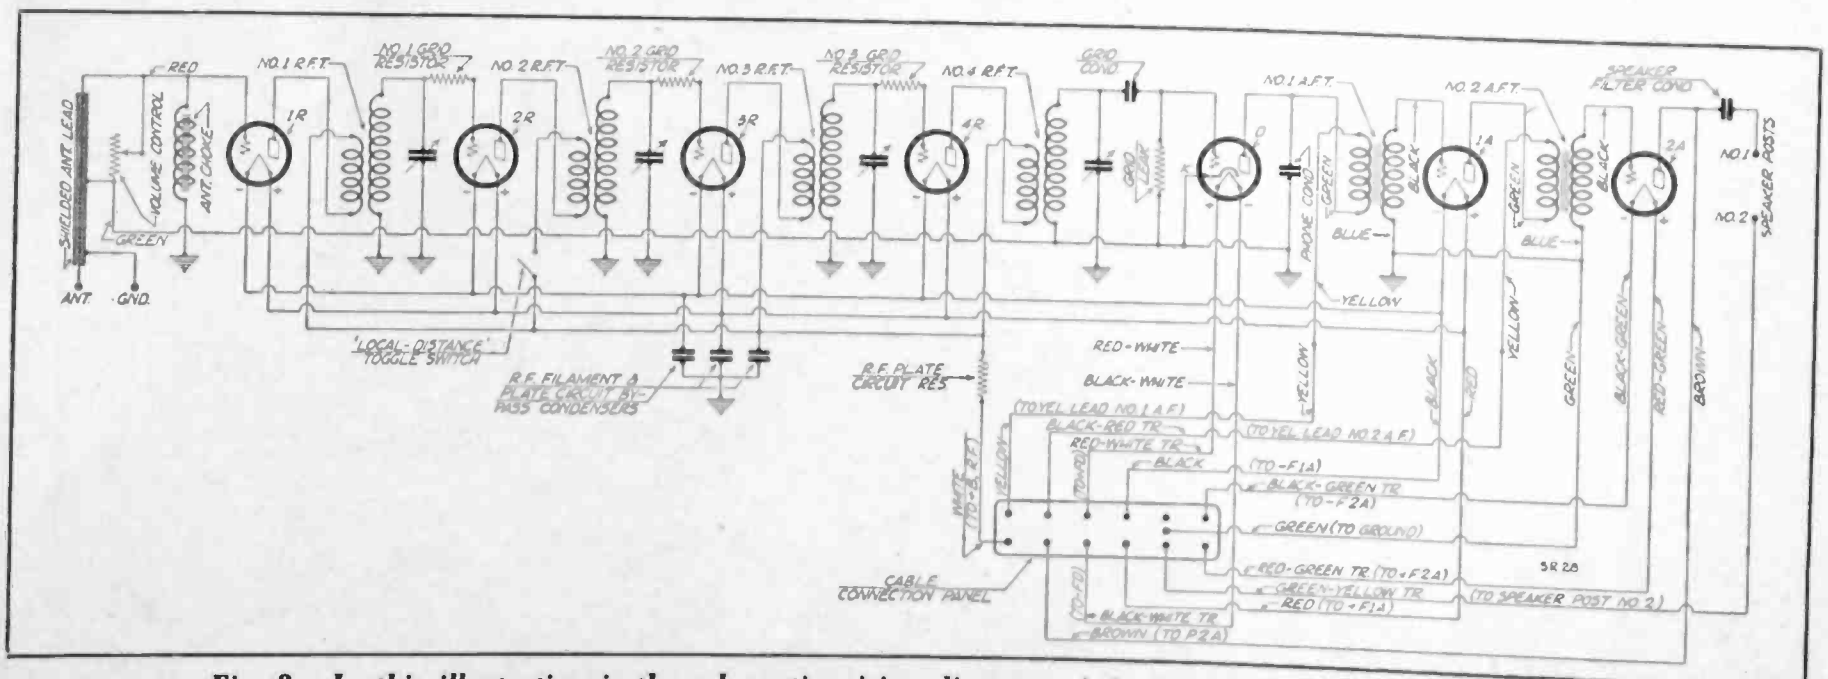 RED
NO.1 R.F.T.
NO.1 GRID
RESISTOR
NO.2 R.F.T.
NO.2 GRID
RESISTOR
NO.3 R.F.T.
NO.3 GRID
RESISTOR
NO.4 R.F.T.
GRID
COND.
NO.1 A.F.T.
NO.2 A.F.T.
SPEAKER
FILTER COND
SHIELDED ANT. LEAD
VOLUME CONTROL
ANT. CHOKE
GREEN
ANT.
GND.
1R
2R
3R
4R
GRID
LEAK
D
PHONE COND
GREEN
BLACK
BLUE
1A
GREEN
BLACK
BLUE
2A
NO.1
NO.2
SPEAKER POSTS
- +
- +
- +
- +
- +
- +
- +
"LOCAL-DISTANCE"
TOGGLE SWITCH
R.F. FILAMENT &
PLATE CIRCUIT BY-
PASS CONDENSERS
R.F. PLATE
CIRCUIT RES
YELLOW
RED-WHITE
BLACK-WHITE
YELLOW
BLACK
RED
YELLOW
GREEN
BLACK-GREEN
RED-GREEN
BROWN
(TO YEL LEAD NO.1 A.F.)
BLACK-RED TR
(TO YEL LEAD NO.2 A.F.)
RED-WHITE TR
BLACK
(TO -F1A)
BLACK-GREEN TR
(TO -F2A)
WHITE
(TO +B, R.F.)
YELLOW
GREEN (TO GROUND)
CABLE
CONNECTION PANEL
(TO-FD)
RED-GREEN TR. (TO +F2A)
SR28
GREEN-YELLOW TR
(TO SPEAKER POST NO.2)
RED (TO +F1A)
BLACK-WHITE TR
BROWN (TO P2A)